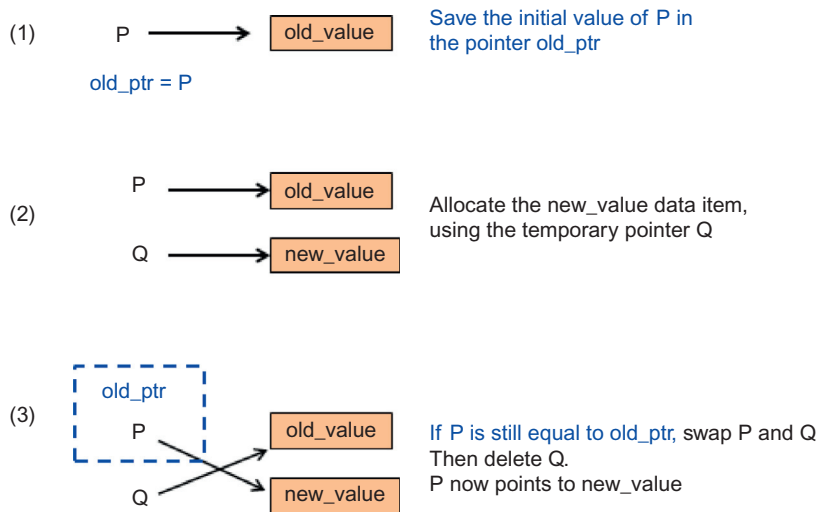 (1)
P
old_value
Save the initial value of P in
the pointer old_ptr
old_ptr = P
(2)
P
old_value
Q
new_value
Allocate the new_value data item,
using the temporary pointer Q
(3)
old_ptr
P
old_value
Q
new_value
If P is still equal to old_ptr, swap P and Q
Then delete Q.
P now points to new_value